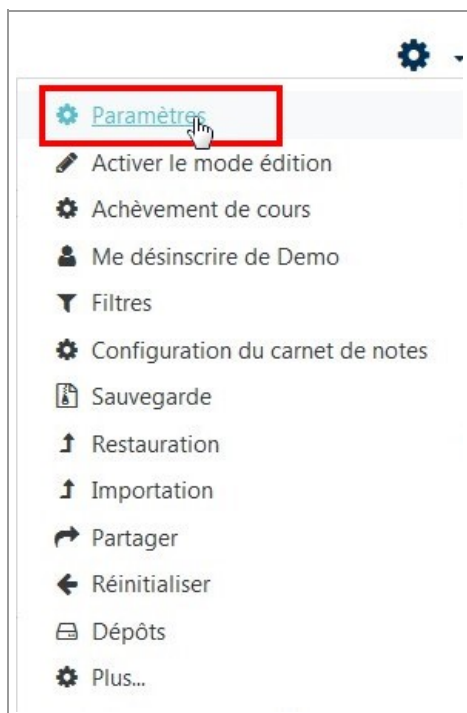 Paramètres
Activer le mode édition
Achèvement de cours
Me désinscrire de Demo
Filtres
Configuration du carnet de notes
Sauvegarde
Restauration
Importation
Partager
Réinitialiser
Dépôts
Plus...